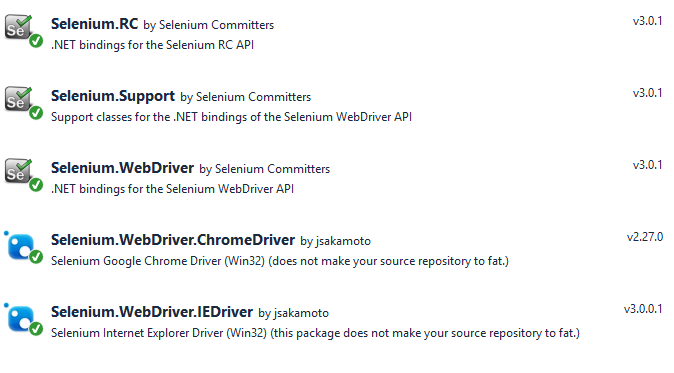 Se Selenium.RC by Selenium Committers v3.0.1
.NET bindings for the Selenium RC API
Se Selenium.Support by Selenium Committers v3.0.1
Support classes for the .NET bindings of the Selenium WebDriver API
Se Selenium.WebDriver by Selenium Committers v3.0.1
.NET bindings for the Selenium WebDriver API
Selenium.WebDriver.ChromeDriver by jsakamoto v2.27.0
Selenium Google Chrome Driver (Win32) (does not make your source repository to fat.)
Selenium.WebDriver.IEDriver by jsakamoto v3.0.0.1
Selenium Internet Explorer Driver (Win32) (this package does not make your source repository to fat.)